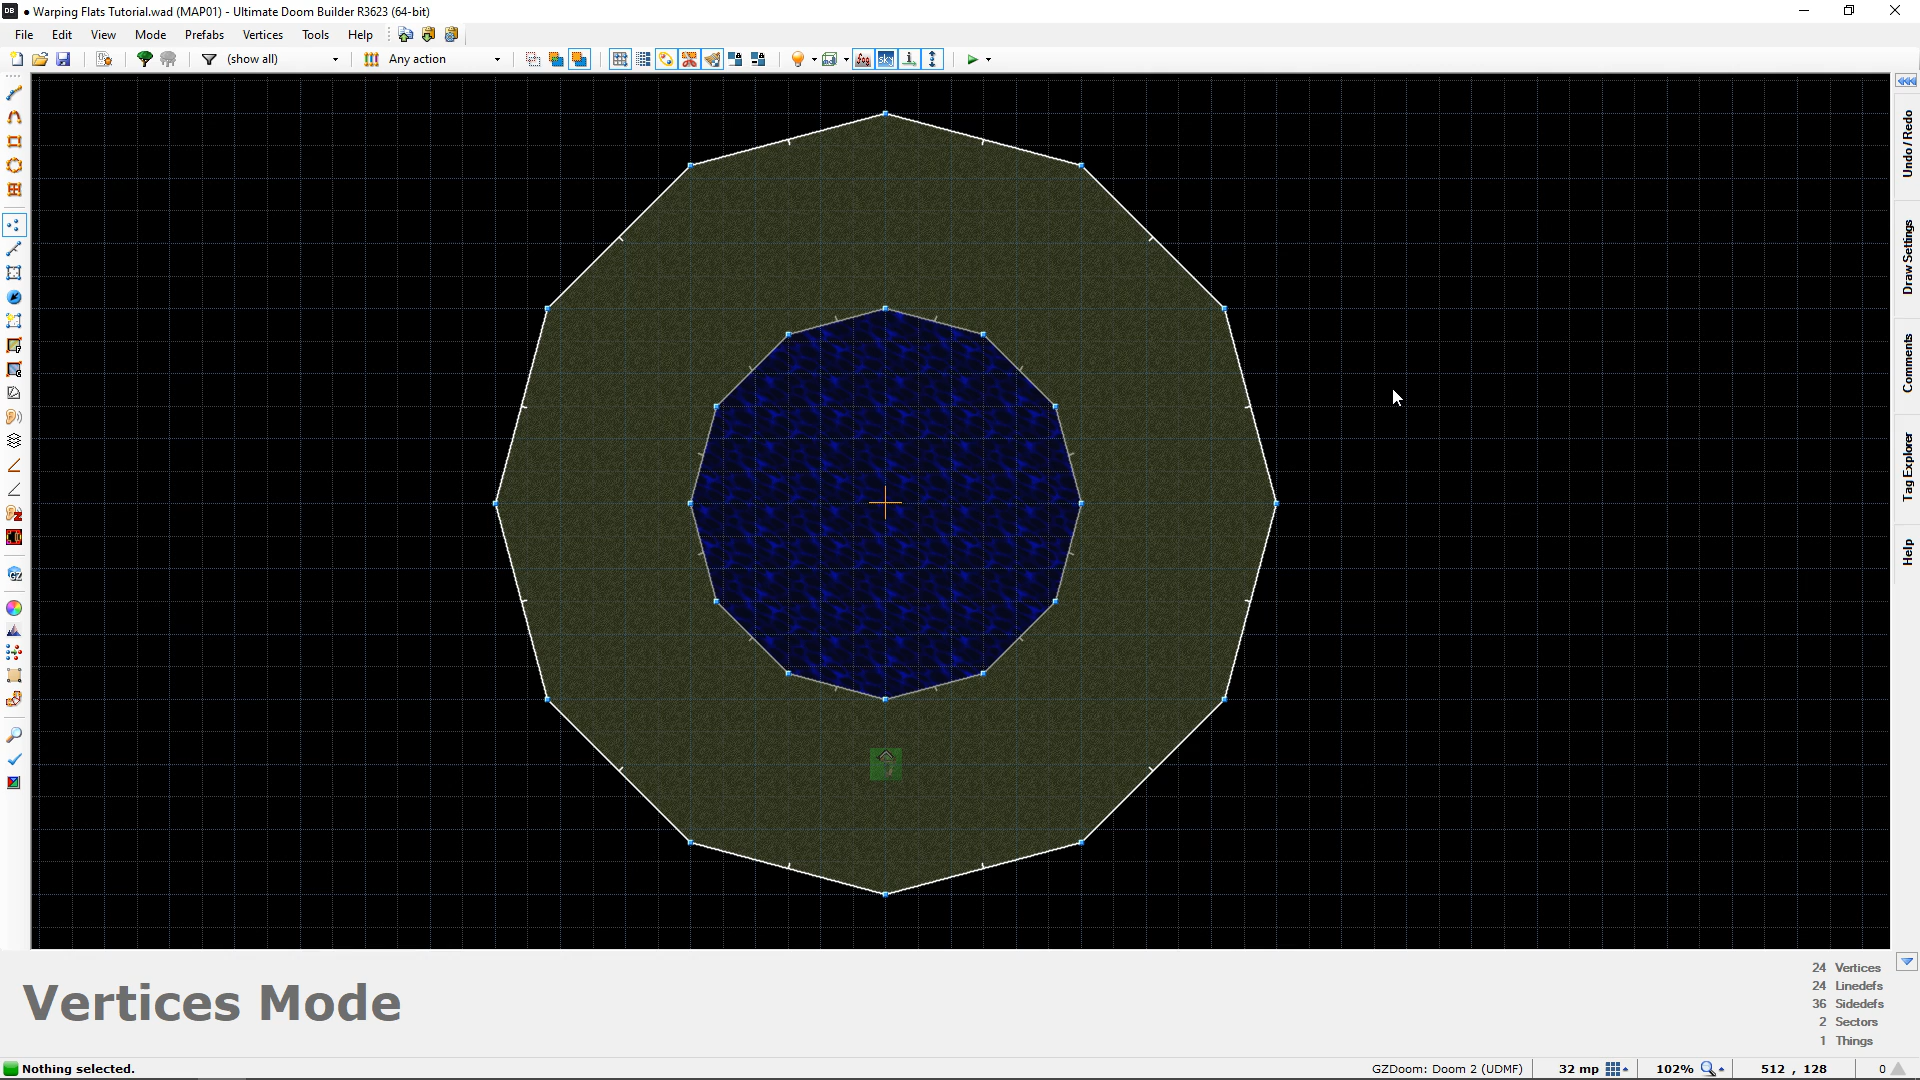 DB • Warping Flats Tutorial.wad (MAP01) - Ultimate Doom Builder R3623 (64-bit)
File Edit View Mode Prefabs Vertices Tools Help
(show all) Any action
Undo / Redo
Draw Settings
Comments
Tag Explorer
Help
Vertices Mode
24 Vertices
24 Linedefs
36 Sidedefs
2 Sectors
1 Things
Nothing selected. GZDoom: Doom 2 (UDMF) 32 mp 102% 512 , 128 0